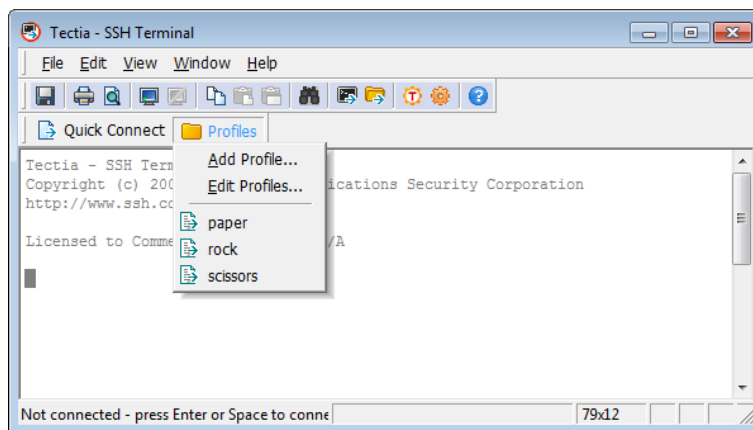 Tectia - SSH Terminal
File Edit View Window Help
Quick Connect Profiles
Add Profile...
Edit Profiles...
paper
rock
scissors
Tectia - SSH Term
Copyright (c) 200 ications Security Corporation
http://www.ssh.co
Licensed to Comme /A
Not connected - press Enter or Space to conne 79x12